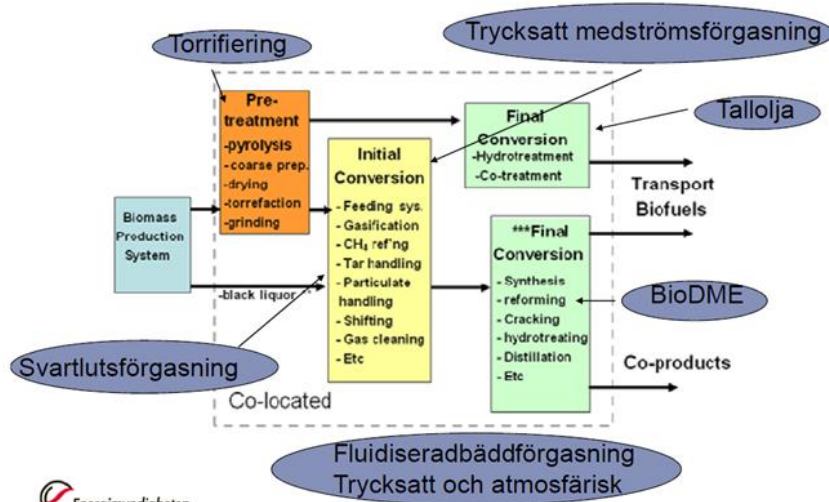 Torrifiering
Trycksatt medströmsförgasning
Pre-
treatment
-pyrolysis
-coarse prep.
-drying
-torrefaction
-grinding
Final
Conversion
-Hydrotreatment
-Co-treatment
Tallolja
Initial
Conversion
- Feeding sys.
- Gasification
- CH₄ ref'ng
- Tar handling
- Particulate
handling
- Shifting
- Gas cleaning
- Etc
Transport
Biofuels
Biomass
Production
System
***Final
Conversion
- Synthesis
- reforming
- Cracking
- hydrotreating
- Distillation
- Etc
-black liquor
BioDME
Svartlutsförgasning
Co-products
Co-located
Fluidiseradbäddförgasning
Trycksatt och atmosfärisk
Energimyndigheten